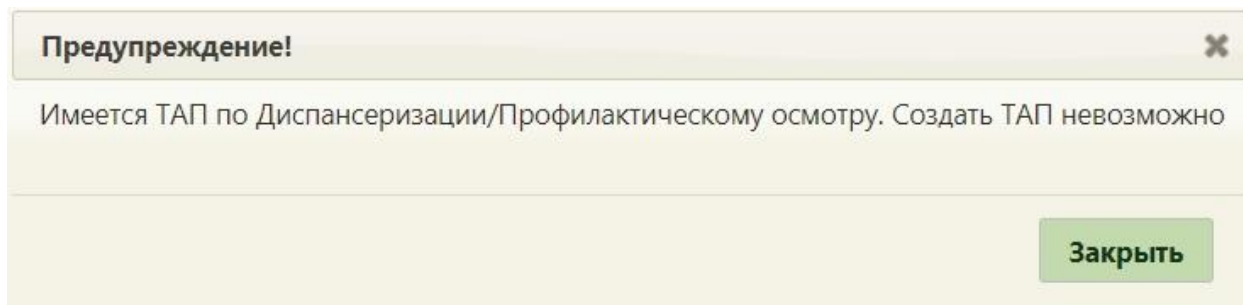 Предупреждение!
Имеется ТАП по Диспансеризации/Профилактическому осмотру. Создать ТАП невозможно
Закрыть